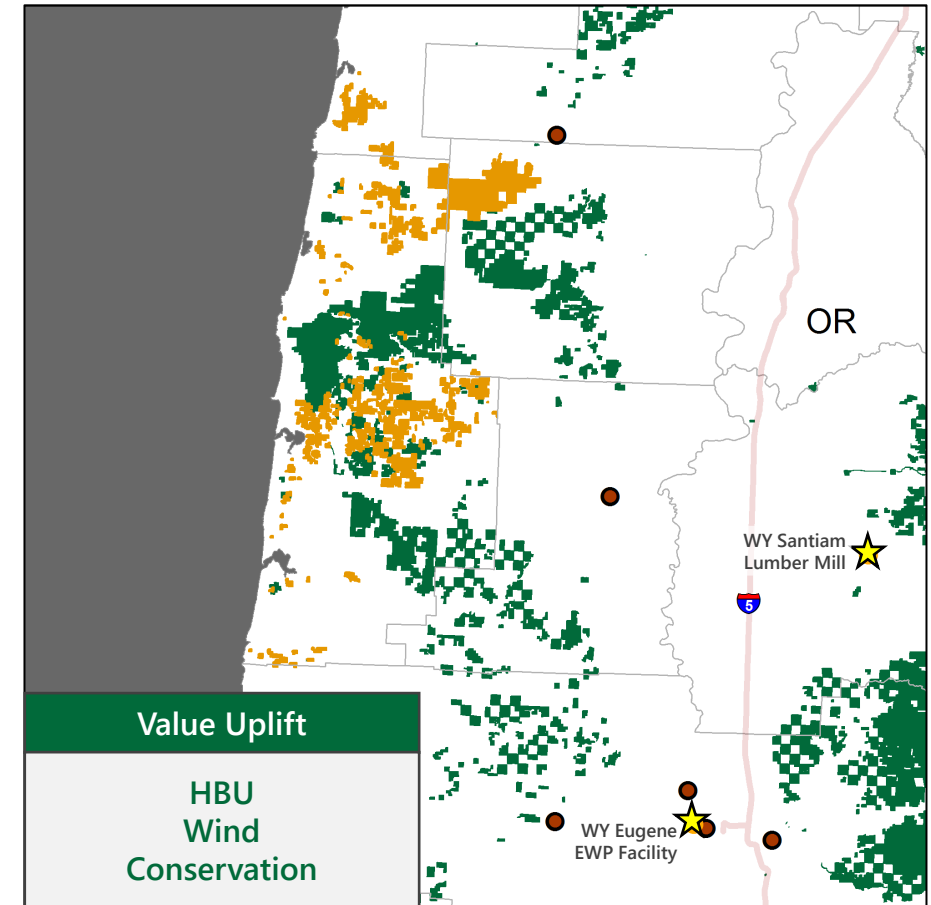 OR
WY Santiam
Lumber Mill
5
Value Uplift
HBU
Wind
Conservation
WY Eugene
EWP Facility